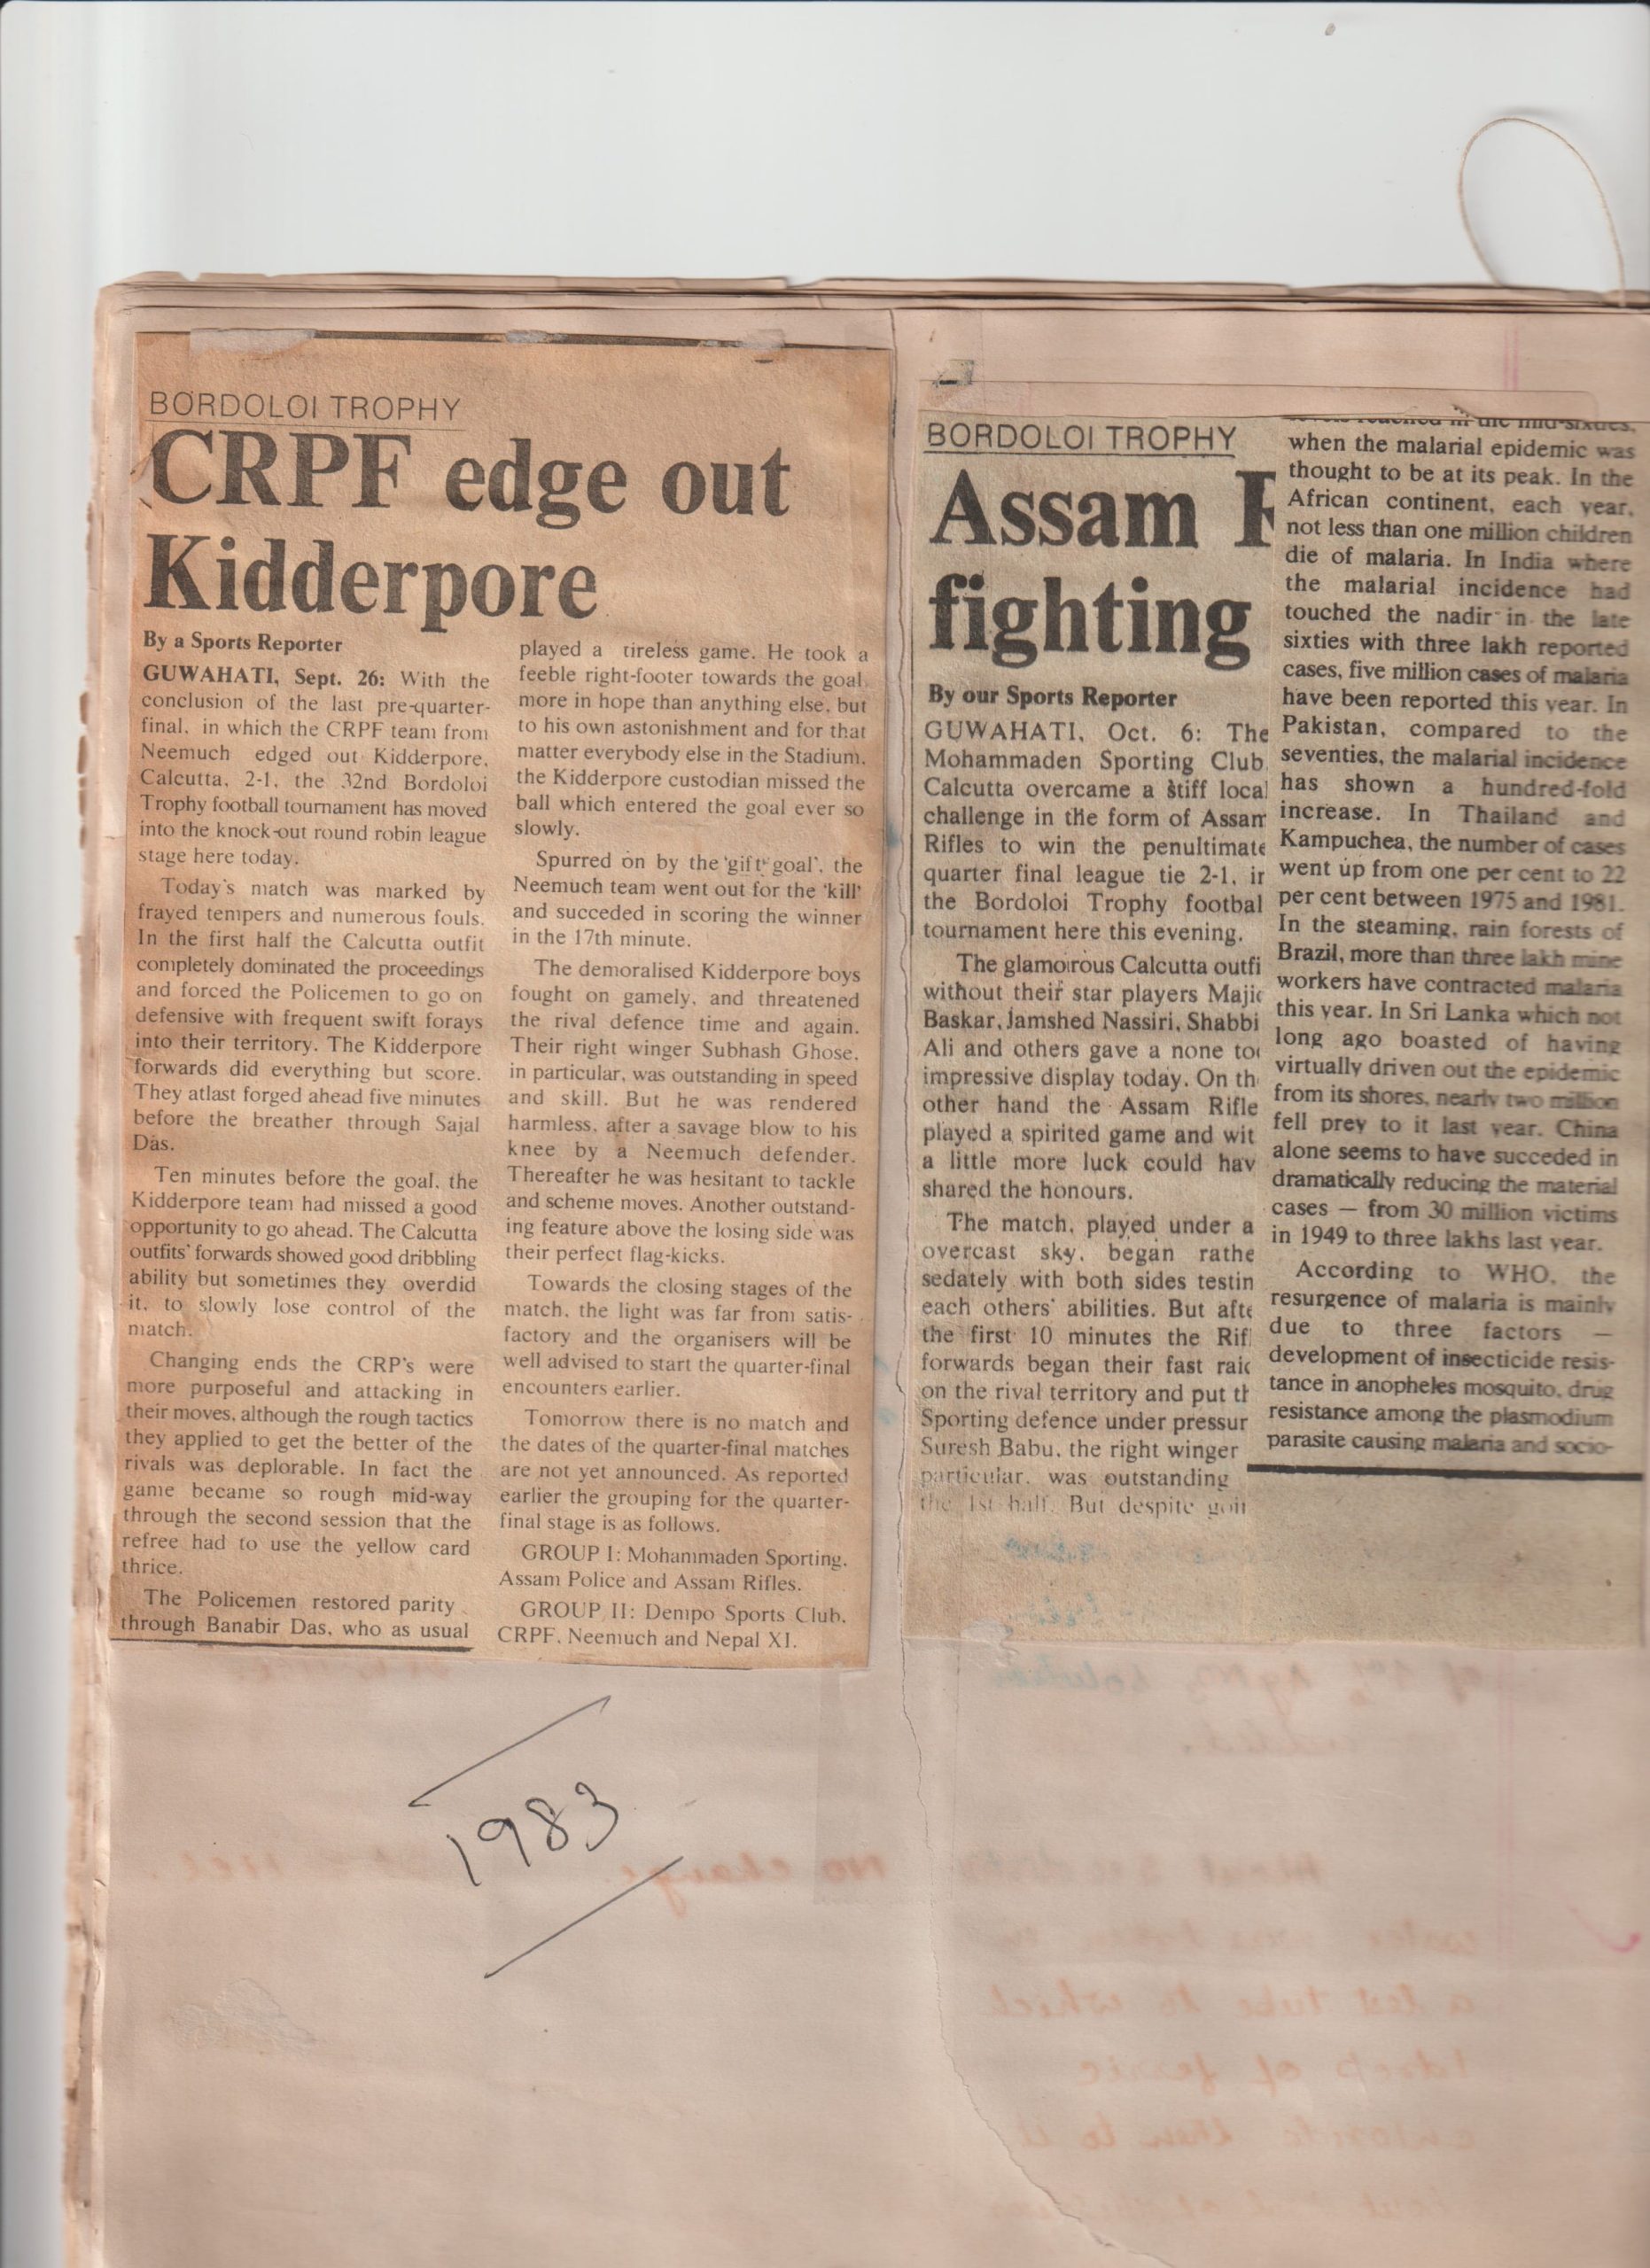 BORDOLOI TROPHY
CRPF edge out
Kidderpore
By a Sports Reporter
GUWAHATI, Sept. 26: With the
conclusion of the last pre-quarter-
final, in which the CRPF team from
Neemuch edged out Kidderpore,
Calcutta, 2-1, the 32nd Bordoloi
Trophy football tournament has moved
into the knock-out round robin league
stage here today.
Today's match was marked by
frayed tempers and numerous fouls.
In the first half the Calcutta outfit
completely dominated the proceedings
and forced the Policemen to go on
defensive with frequent swift forays
into their territory. The Kidderpore
forwards did everything but score.
They atlast forged ahead five minutes
before the breather through Sajal
Das.
Ten minutes before the goal, the
Kidderpore team had missed a good
opportunity to go ahead. The Calcutta
outfits' forwards showed good dribbling
ability but sometimes they overdid
it, to slowly lose control of the
match.
Changing ends the CRP's were
more purposeful and attacking in
their moves, although the rough tactics
they applied to get the better of the
rivals was deplorable. In fact the
game became so rough mid-way
through the second session that the
refree had to use the yellow card
thrice.
The Policemen restored parity
through Banabir Das, who as usual
played a tireless game. He took a
feeble right-footer towards the goal,
more in hope than anything else, but
to his own astonishment and for that
matter everybody else in the Stadium,
the Kidderpore custodian missed the
ball which entered the goal ever so
slowly.
Spurred on by the 'gift goal', the
Neemuch team went out for the 'kill'
and succeded in scoring the winner
in the 17th minute.
The demoralised Kidderpore boys
fought on gamely, and threatened
the rival defence time and again.
Their right winger Subhash Ghose,
in particular, was outstanding in speed
and skill. But he was rendered
harmless, after a savage blow to his
knee by a Neemuch defender.
Thereafter he was hesitant to tackle
and scheme moves. Another outstand-
ing feature above the losing side was
their perfect flag-kicks.
Towards the closing stages of the
match, the light was far from satis-
factory and the organisers will be
well advised to start the quarter-final
encounters earlier.
Tomorrow there is no match and
the dates of the quarter-final matches
are not yet announced. As reported
earlier the grouping for the quarter-
final stage is as follows.
GROUP I: Mohammaden Sporting,
Assam Police and Assam Rifles.
GROUP II: Dempo Sports Club,
CRPF, Neemuch and Nepal XI.
1983
BORDOLOI TROPHY
Assam
fighting
By our Sports Reporter
GUWAHATI, Oct. 6: The
Mohammaden Sporting Club,
Calcutta overcame a stiff local
challenge in the form of Assam
Rifles to win the penultimate
quarter final league tie 2-1, in
the Bordoloi Trophy footbal
tournament here this evening.
The glamoirous Calcutta outfi
without their star players Majid
Baskar, Jamshed Nassiri, Shabbi
Ali and others gave a none too
impressive display today. On th
other hand the Assam Rifle
played a spirited game and wit
a little more luck could hav
shared the honours.
The match, played under a
overcast sky, began rathe
sedately with both sides testin
each others' abilities. But afte
the first 10 minutes the Rif
forwards began their fast raid
on the rival territory and put th
Sporting defence under pressur
Suresh Babu, the right winger
particular, was outstanding
the 1st half. But despite goin
when the malarial epidemic was
thought to be at its peak. In the
African continent, each year,
not less than one million children
die of malaria. In India where
the malarial incidence had
touched the nadir in the late
sixties with three lakh reported
cases, five million cases of malaria
have been reported this year. In
Pakistan, compared to the
seventies, the malarial incidence
has shown a hundred-fold
increase. In Thailand and
Kampuchea, the number of cases
went up from one per cent to 22
per cent between 1975 and 1981.
In the steaming, rain forests of
Brazil, more than three lakh mine
workers have contracted malaria
this year. In Sri Lanka which not
long ago boasted of having
virtually driven out the epidemic
from its shores, nearly two million
fell prey to it last year. China
alone seems to have succeded in
dramatically reducing the material
cases — from 30 million victims
in 1949 to three lakhs last year.
According to WHO, the
resurgence of malaria is mainly
due to three factors —
development of insecticide resis-
tance in anopheles mosquito, drug
resistance among the plasmodium
parasite causing malaria and socio-